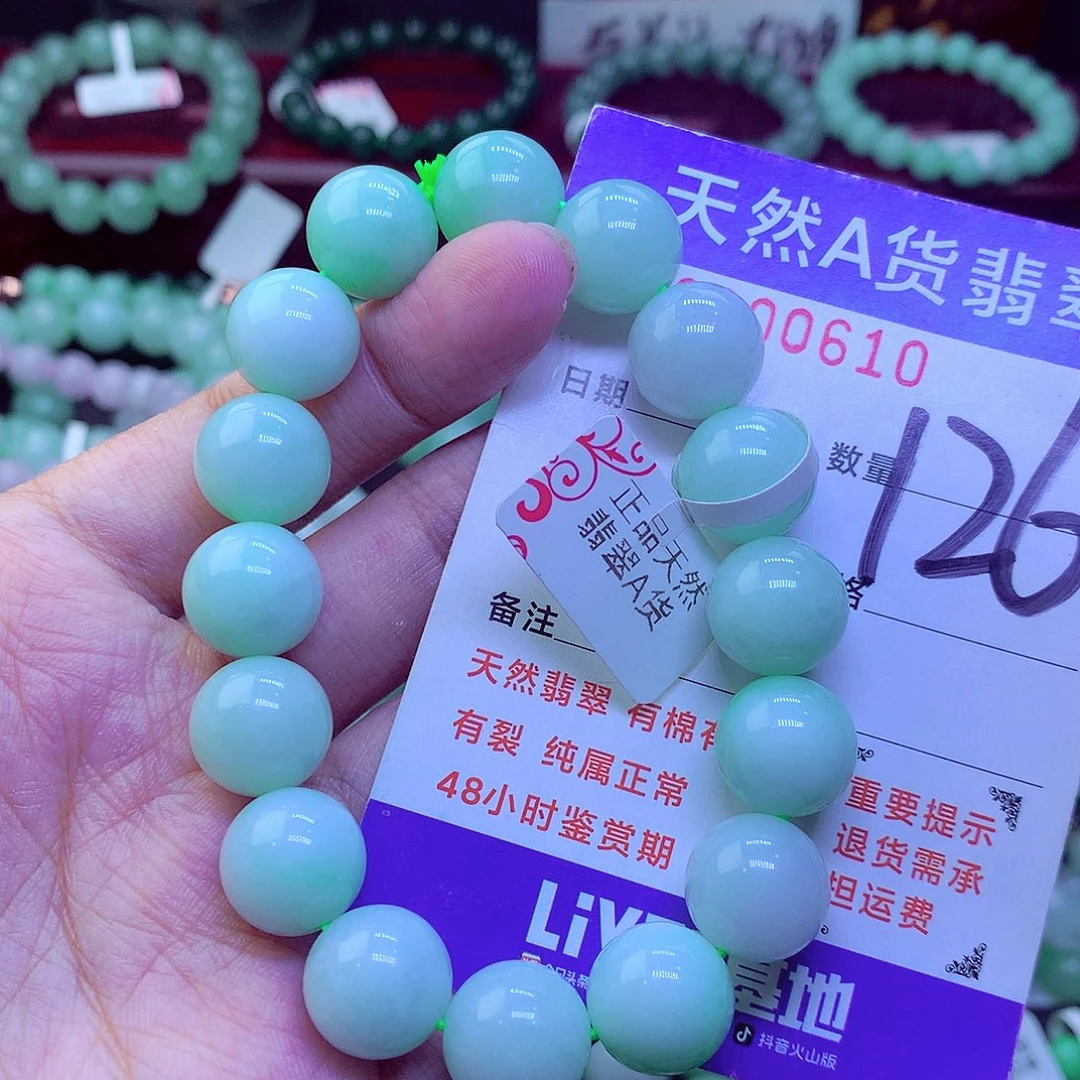 天然A货翡
00610
日期
数量
126
正品天然
翡翠A货
备注
天然翡翠 有棉有
有裂 纯属正常
48小时鉴赏期
重要提示
退货需承
担运费
LiV
基地
抖音火山版